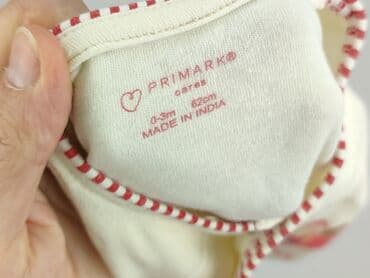 PRIMARK®
cares
0-3m 62cm
MADE IN INDIA